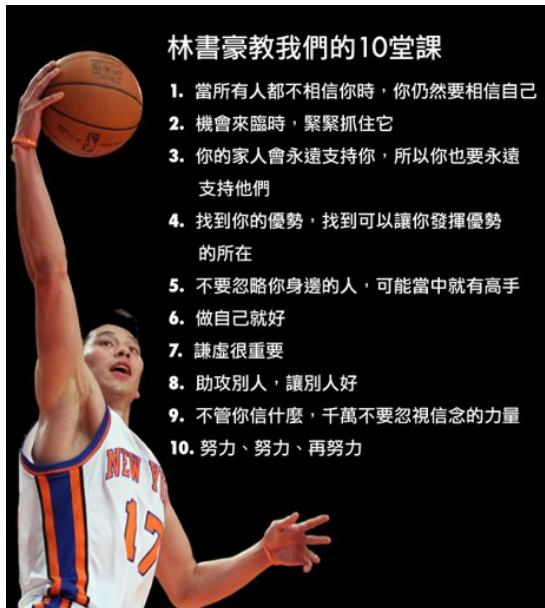 林書豪教我們的10堂課
1. 當所有人都不相信你時，你仍然要相信自己
2. 機會來臨時，緊緊抓住它
3. 你的家人會永遠支持你，所以你也要永遠
支持他們
4. 找到你的優勢，找到可以讓你發揮優勢
的所在
5. 不要忽略你身邊的人，可能當中就有高手
6. 做自己就好
7. 謙虛很重要
8. 助攻別人，讓別人好
9. 不管你信什麼，千萬不要忽視信念的力量
10. 努力、努力、再努力
NEW YO
17